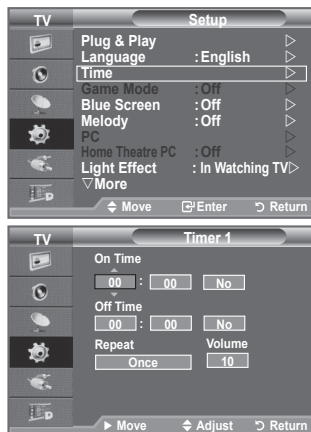 TV Setup
Plug & Play ▷
Language : English ▷
Time ▷
Game Mode : Off ▷
Blue Screen : Off ▷
Melody : Off ▷
PC ▷
Home Theatre PC : Off ▷
Light Effect : In Watching TV▷
▽More
Move Enter Return
TV Timer 1
On Time
00 : 00 No
Off Time
00 : 00 No
Repeat Volume
Once 10
Move Adjust Return